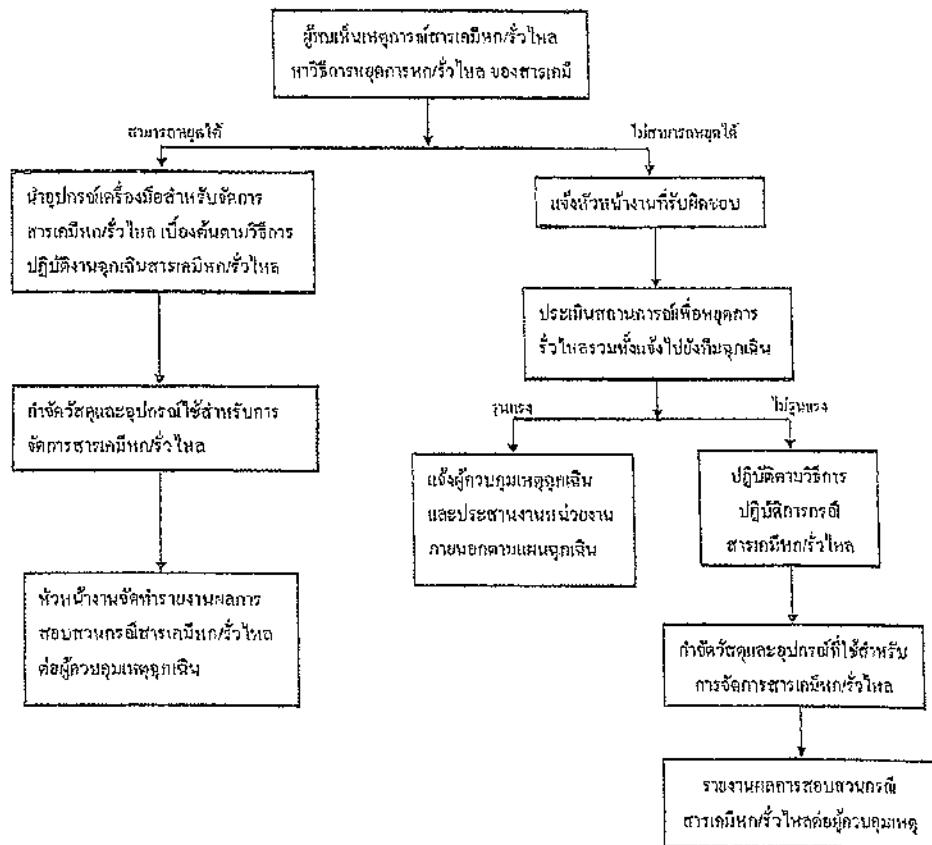 ผู้พบเห็นเหตุการณ์สารเคมีหก/รั่วไหล
หาวิธีการหยุดการหก/รั่วไหล ของสารเคมี
สามารถหยุดได้
ไม่สามารถหยุดได้
นำอุปกรณ์เครื่องมือสำหรับจัดการ
สารเคมีหก/รั่วไหล เบื้องต้นตามวิธีการ
ปฏิบัติงานฉุกเฉินสารเคมีหก/รั่วไหล
กำจัดวัสดุและอุปกรณ์ใช้สำหรับการ
จัดการสารเคมีหก/รั่วไหล
หัวหน้างานจัดทำรายงานผลการ
สอบสวนกรณีสารเคมีหก/รั่วไหล
ต่อผู้ควบคุมเหตุฉุกเฉิน
แจ้งหัวหน้างานที่รับผิดชอบ
ประเมินสถานการณ์เพื่อหยุดการ
รั่วไหลรวมทั้งแจ้งไปยังทีมฉุกเฉิน
รุนแรง
ไม่รุนแรง
แจ้งผู้ควบคุมเหตุฉุกเฉิน
และประสานงานหน่วยงาน
ภายนอกตามแผนฉุกเฉิน
ปฏิบัติตามวิธีการ
ปฏิบัติการกรณี
สารเคมีหก/รั่วไหล
กำจัดวัสดุและอุปกรณ์ที่ใช้สำหรับ
การจัดการสารเคมีหก/รั่วไหล
รายงานผลการสอบสวนกรณี
สารเคมีหก/รั่วไหลต่อผู้ควบคุมเหตุ